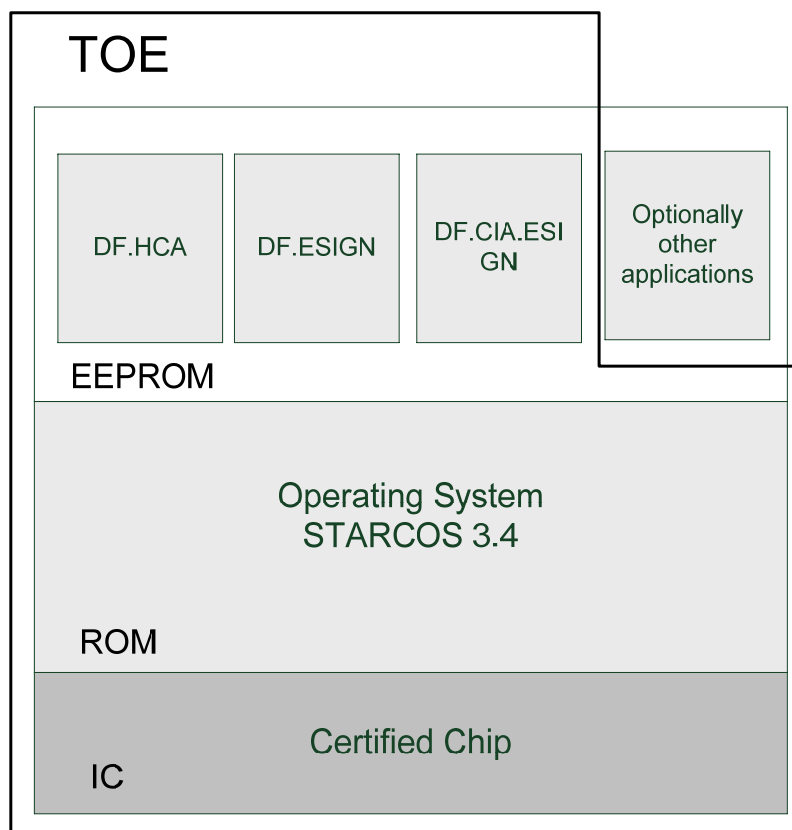 TOE
DF.HCA
DF.ESIGN
DF.CIA.ESI
GN
Optionally
other
applications
EEPROM
Operating System
STARCOS 3.4
ROM
Certified Chip
IC